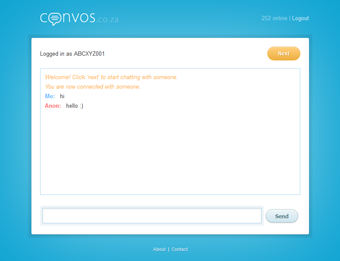 convos.co.za
252 online | Logout
Logged in as ABCXYZ001
Next
Welcome! Click 'next' to start chatting with someone.
You are now connected with someone.
Me: hi
Anon: hello :)
Send
About | Contact